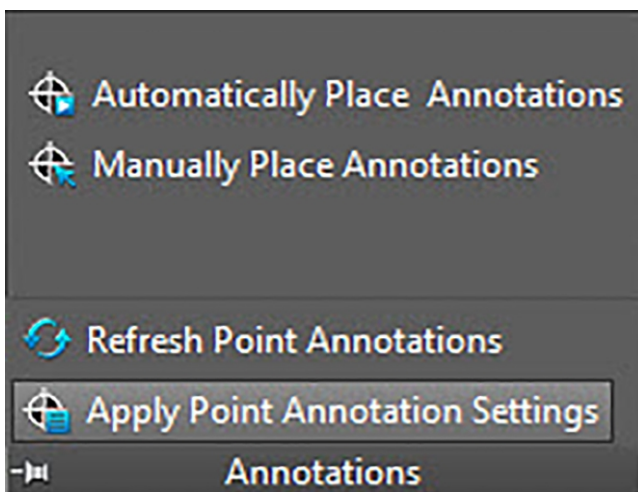 Automatically Place  Annotations
Manually Place Annotations
Refresh Point Annotations
Apply Point Annotation Settings
Annotations